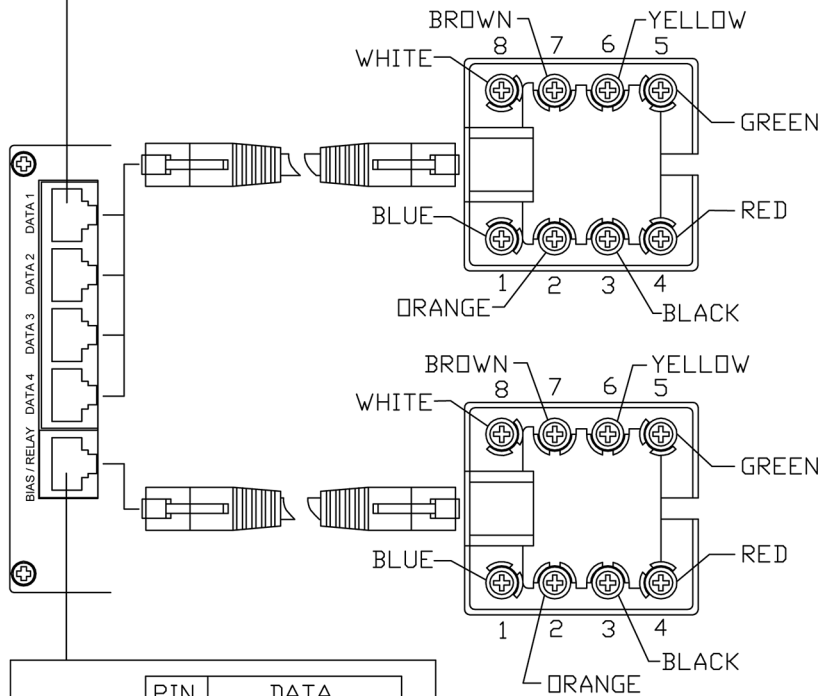 BROWN YELLOW
8 7 6 5
WHITE
GREEN
DATA 1
BLUE
RED
1 2 3 4
ORANGE
BLACK
DATA 2
DATA 3
DATA 4
BROWN YELLOW
8 7 6 5
WHITE
GREEN
BIAS / RELAY
BLUE
RED
1 2 3 4
BLACK
ORANGE
PIN DATA